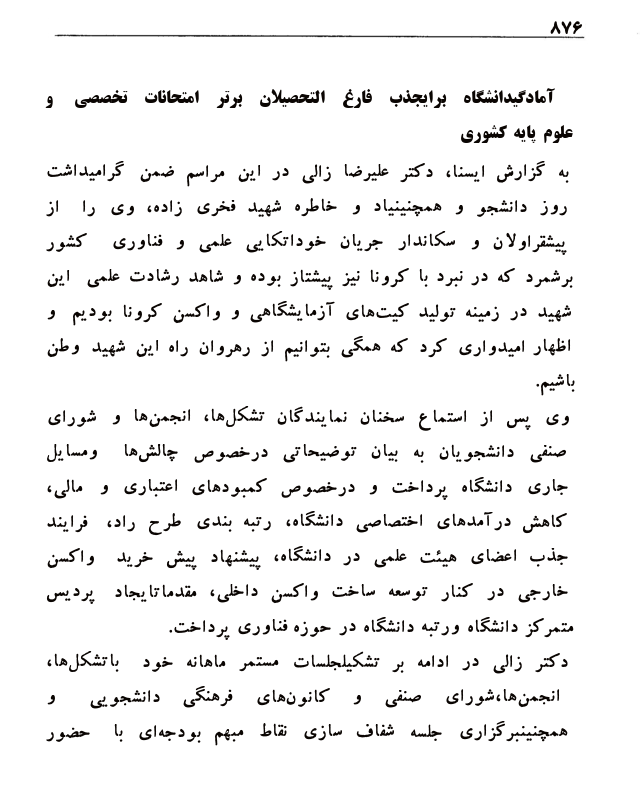 ۸۷۶
آمادگیدانشگاه برایجذب فارغ التحصیلان برتر امتحانات تخصصی و
علوم پایه کشوری
به گزارش ایسنا، دکتر علیرضا زالی در این مراسم ضمن گرامیداشت
روز دانشجو و همچنینیاد و خاطره شهید فخری زاده، وی را از
پیشقراولان و سکاندار جریان خوداتکایی علمی و فناوری کشور
برشمرد که در نبرد با کرونا نیز پیشتاز بوده و شاهد رشادت علمی این
شهید در زمینه تولید کیت‌های آزمایشگاهی و واکسن کرونا بودیم و
اظهار امیدواری کرد که همگی بتوانیم از رهروان راه این شهید وطن
باشیم.
وی پس از استماع سخنان نمایندگان تشکل‌ها، انجمن‌ها و شورای
صنفی دانشجویان به بیان توضیحاتی درخصوص چالش‌ها ومسایل
جاری دانشگاه پرداخت و درخصوص کمبودهای اعتباری و مالی،
کاهش درآمدهای اختصاصی دانشگاه، رتبه بندی طرح راد، فرایند
جذب اعضای هیئت علمی در دانشگاه، پیشنهاد پیش خرید واکسن
خارجی در کنار توسعه ساخت واکسن داخلی، مقدماتایجاد پردیس
متمرکز دانشگاه ورتبه دانشگاه در حوزه فناوری پرداخت.
دکتر زالی در ادامه بر تشکیلجلسات مستمر ماهانه خود باتشکل‌ها،
انجمن‌ها،شورای صنفی و کانون‌های فرهنگی دانشجویی و
همچنینبرگزاری جلسه شفاف سازی نقاط مبهم بودجه‌ای با حضور